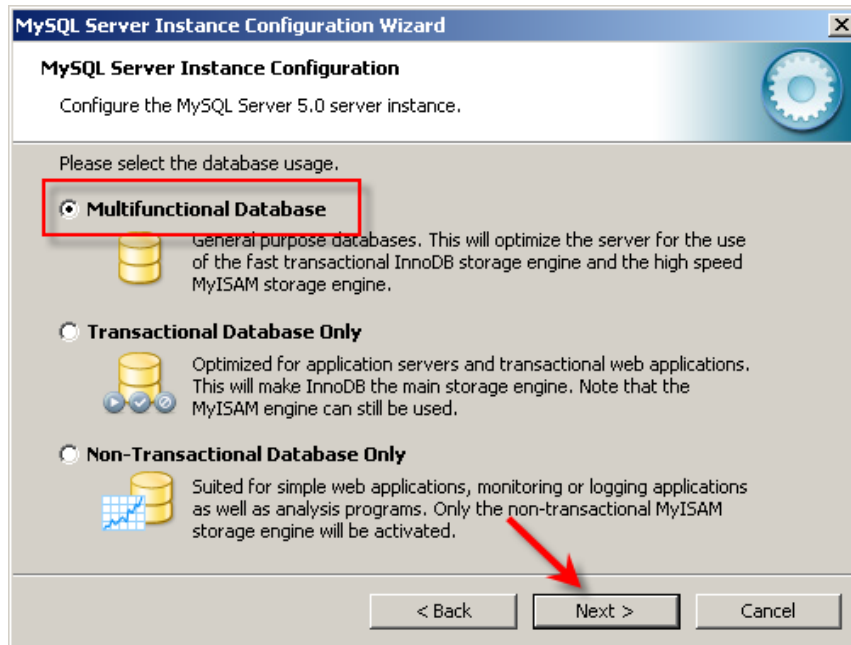 MySQL Server Instance Configuration Wizard
MySQL Server Instance Configuration
Configure the MySQL Server 5.0 server instance.
Please select the database usage.
Multifunctional Database
General purpose databases. This will optimize the server for the use
of the fast transactional InnoDB storage engine and the high speed
MyISAM storage engine.
Transactional Database Only
Optimized for application servers and transactional web applications.
This will make InnoDB the main storage engine. Note that the
MyISAM engine can still be used.
Non-Transactional Database Only
Suited for simple web applications, monitoring or logging applications
as well as analysis programs. Only the non-transactional MyISAM
storage engine will be activated.
< Back Next > Cancel